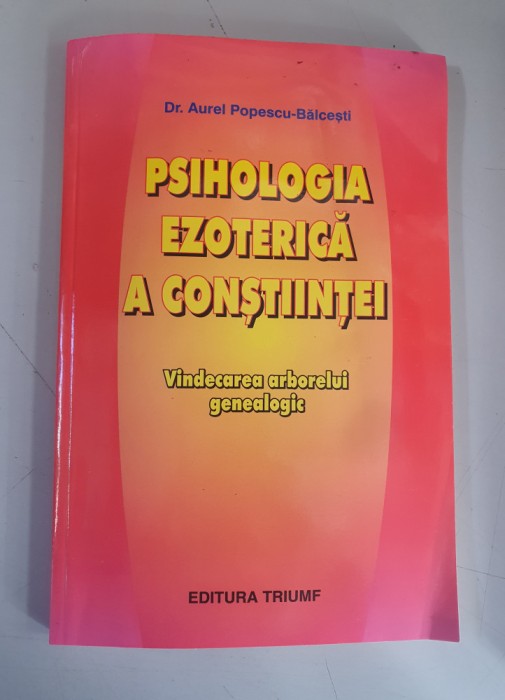 Dr. Aurel Popescu-Bălcești
PSIHOLOGIA
EZOTERICĂ
A CONȘTIINȚEI
Vindecarea arborelui
genealogic
EDITURA TRIUMF